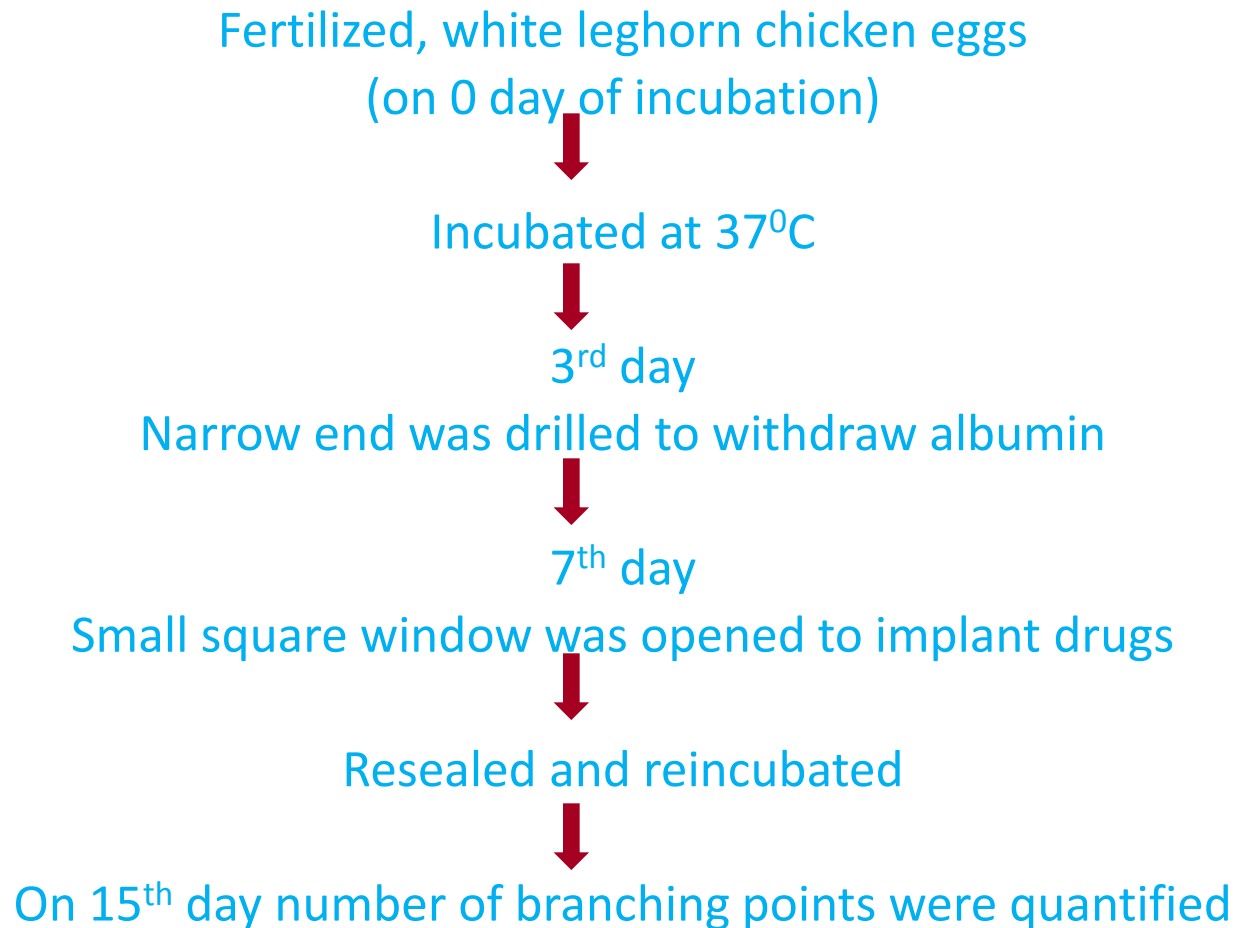 Fertilized, white leghorn chicken eggs
(on 0 day of incubation)
Incubated at 37⁰C
3ʳᵈ day
Narrow end was drilled to withdraw albumin
7ᵗʰ day
Small square window was opened to implant drugs
Resealed and reincubated
On 15ᵗʰ day number of branching points were quantified